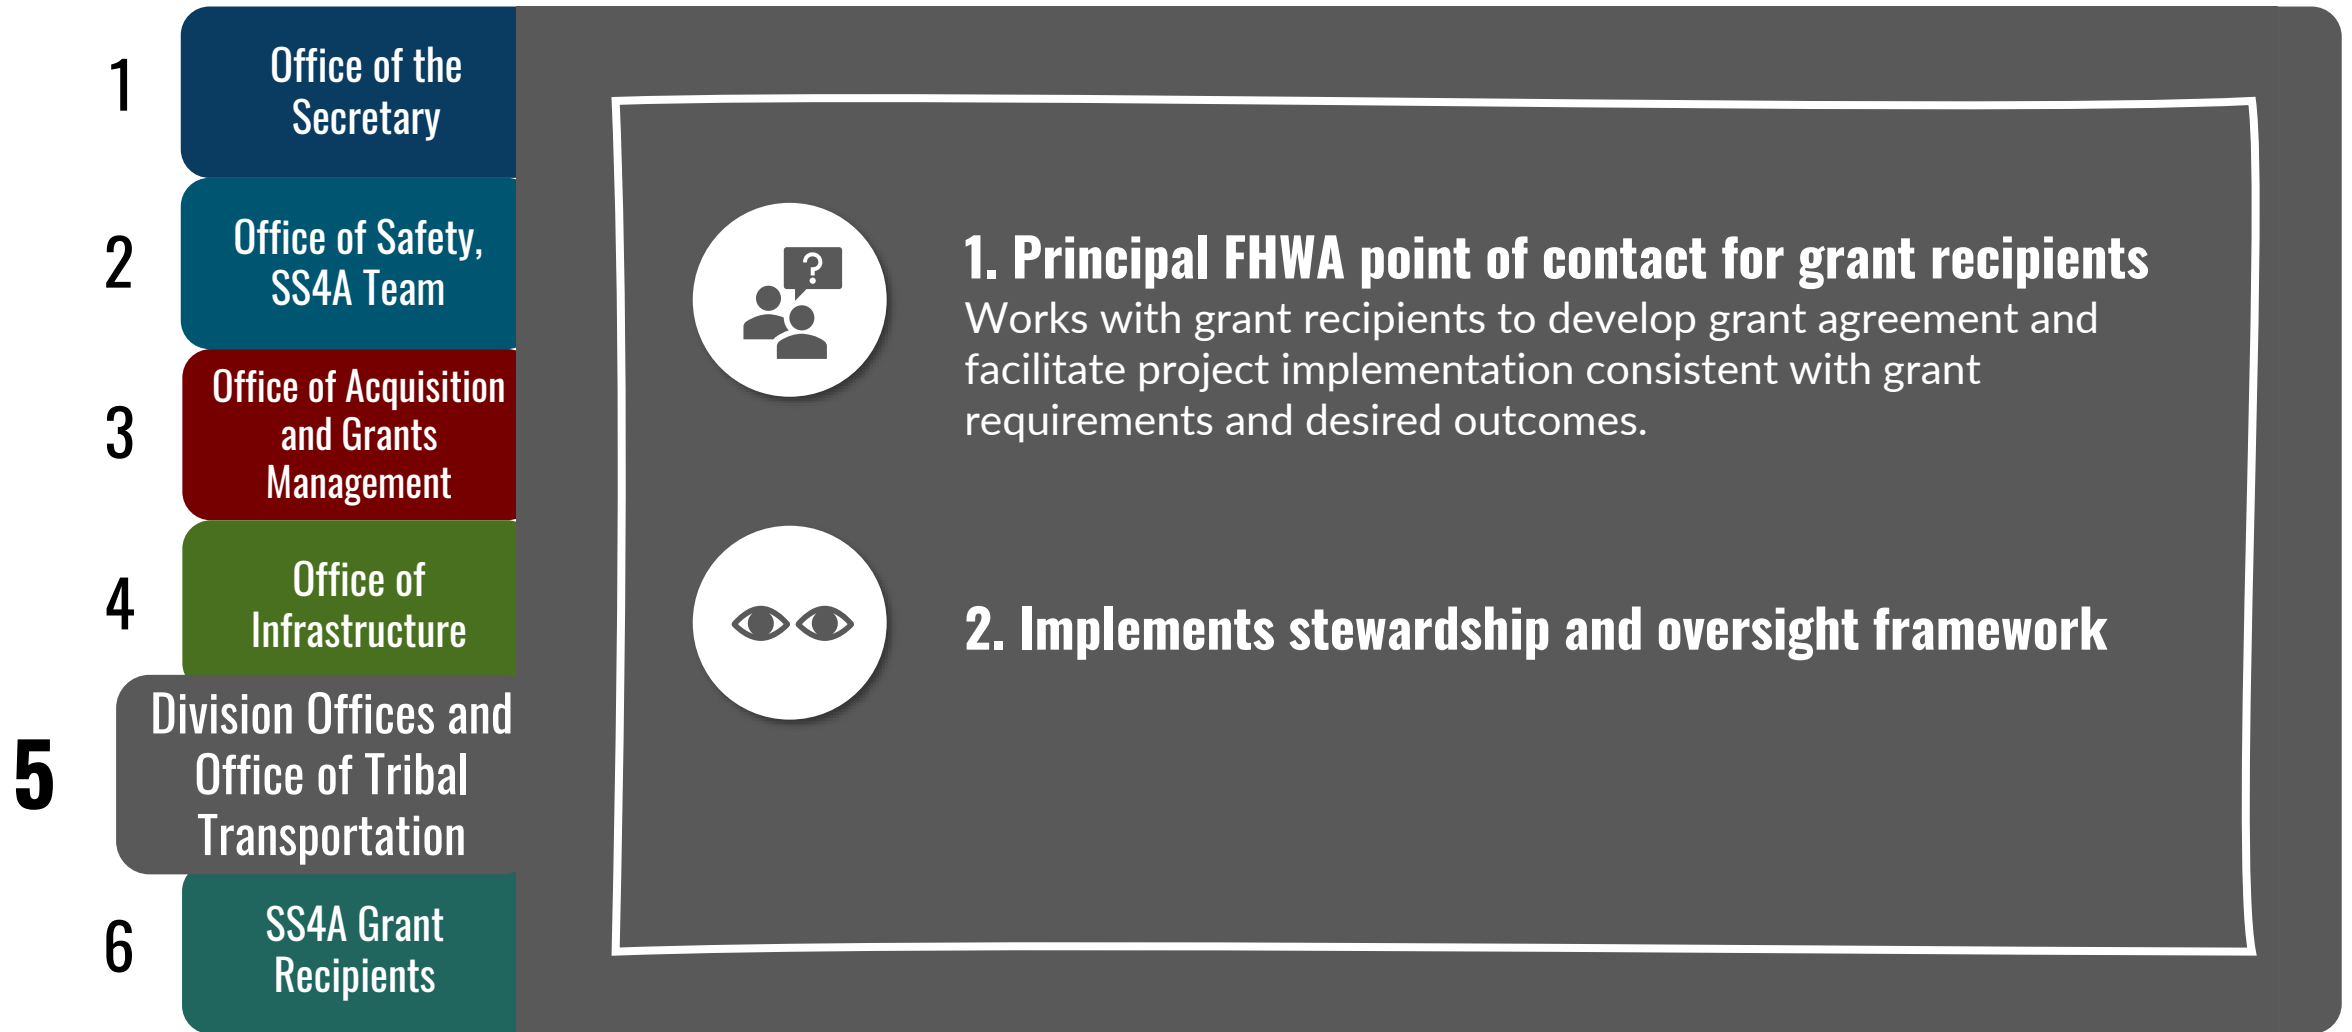 1
Office of the
Secretary
2
Office of Safety,
SS4A Team
3
Office of Acquisition
and Grants
Management
4
Office of
Infrastructure
5
Division Offices and
Office of Tribal
Transportation
6
SS4A Grant
Recipients
?
1. Principal FHWA point of contact for grant recipients
Works with grant recipients to develop grant agreement and
facilitate project implementation consistent with grant
requirements and desired outcomes.
2. Implements stewardship and oversight framework